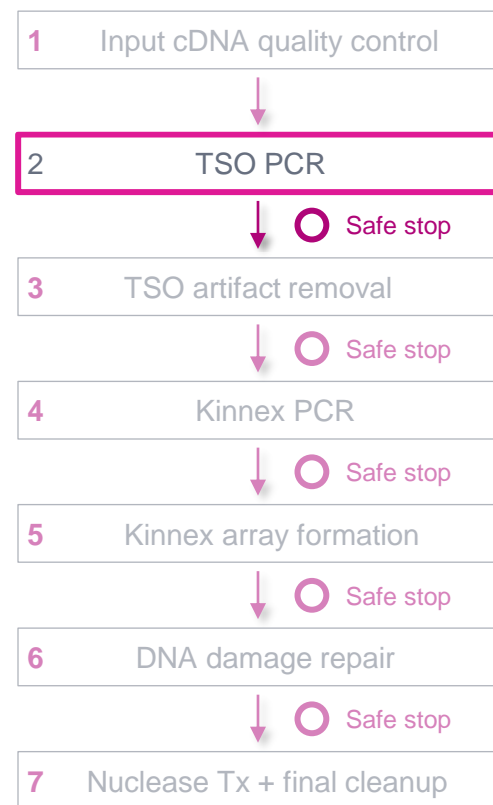 1 Input cDNA quality control
2 TSO PCR
Safe stop
3 TSO artifact removal
Safe stop
4 Kinnex PCR
Safe stop
5 Kinnex array formation
Safe stop
6 DNA damage repair
Safe stop
7 Nuclease Tx + final cleanup